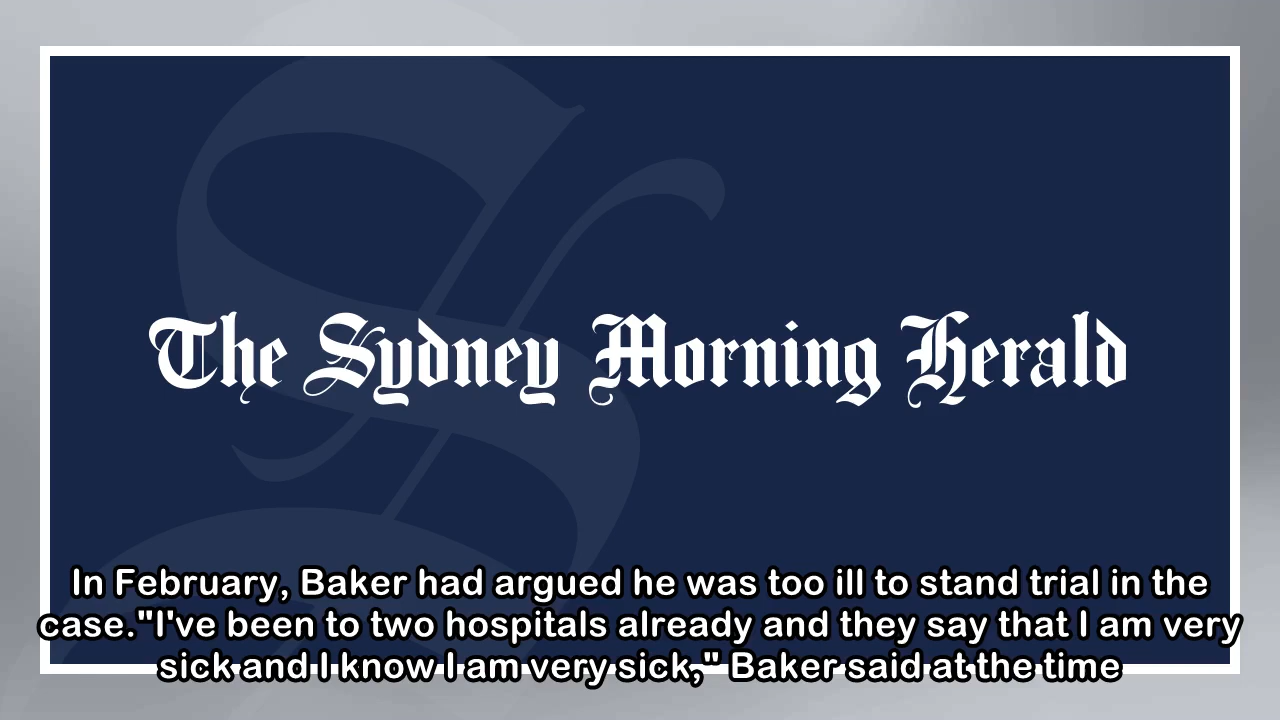 The Sydney Morning Herald
In February, Baker had argued he was too ill to stand trial in the
case."I've been to two hospitals already and they say that I am very
sick and I know I am very sick," Baker said at the time